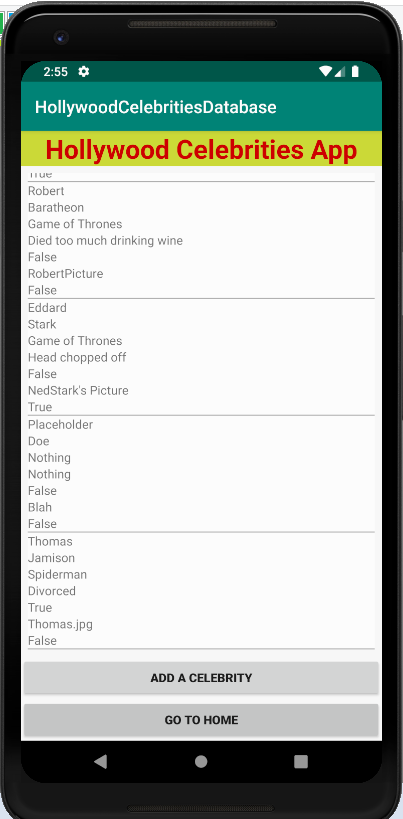 2:55
HollywoodCelebritiesDatabase
Hollywood Celebrities App
True
Robert
Baratheon
Game of Thrones
Died too much drinking wine
False
RobertPicture
False
Eddard
Stark
Game of Thrones
Head chopped off
False
NedStark's Picture
True
Placeholder
Doe
Nothing
Nothing
False
Blah
False
Thomas
Jamison
Spiderman
Divorced
True
Thomas.jpg
False
ADD A CELEBRITY
GO TO HOME